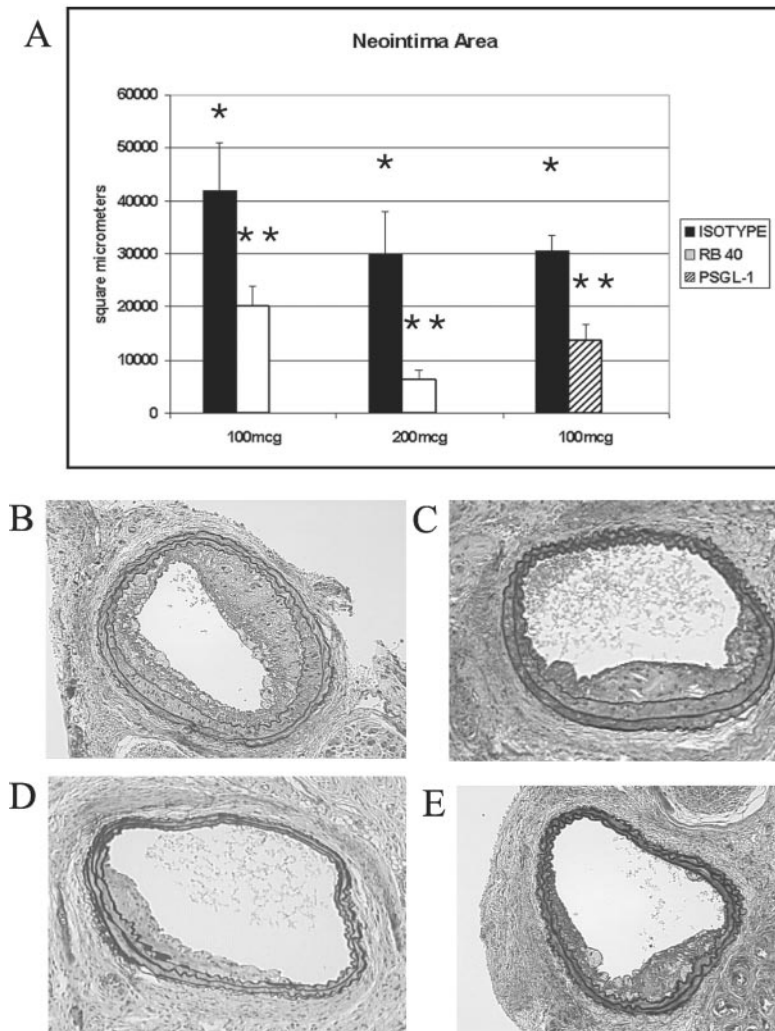 A
Neointima Area
square micrometers
60000
50000
40000
30000
20000
10000
0
*
**
*
**
*
**
100mcg
200mcg
100mcg
ISOTYPE
RB 40
PSGL-1
B
C
D
E